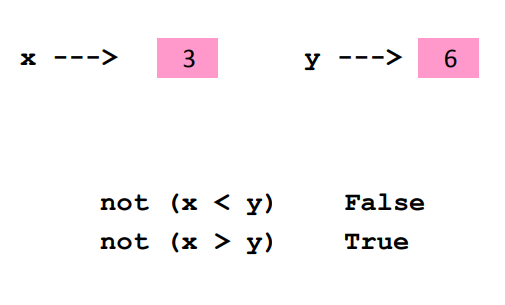 x ---> 3 y ---> 6
not (x < y) False
not (x > y) True